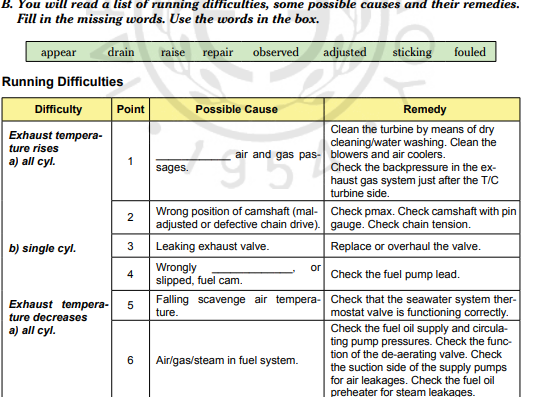 B. You will read a list of running difficulties, some possible causes and their remedies.
Fill in the missing words. Use the words in the box.
appear drain raise repair observed adjusted sticking fouled
Running Difficulties
Difficulty Point Possible Cause Remedy
Exhaust tempera-
ture rises
a) all cyl.
1
____________ air and gas pas-
sages.
Clean the turbine by means of dry
cleaning/water washing. Clean the
blowers and air coolers.
Check the backpressure in the ex-
haust gas system just after the T/C
turbine side.
2
Wrong position of camshaft (mal-
adjusted or defective chain drive).
Check pmax. Check camshaft with pin
gauge. Check chain tension.
b) single cyl.
3
Leaking exhaust valve.
Replace or overhaul the valve.
4
Wrongly ____________, or
slipped, fuel cam.
Check the fuel pump lead.
Exhaust tempera-
ture decreases
a) all cyl.
5
Falling scavenge air tempera-
ture.
Check that the seawater system ther-
mostat valve is functioning correctly.
6
Air/gas/steam in fuel system.
Check the fuel oil supply and circula-
ting pump pressures. Check the func-
tion of the de-aerating valve. Check
the suction side of the supply pumps
for air leakages. Check the fuel oil
preheater for steam leakages.